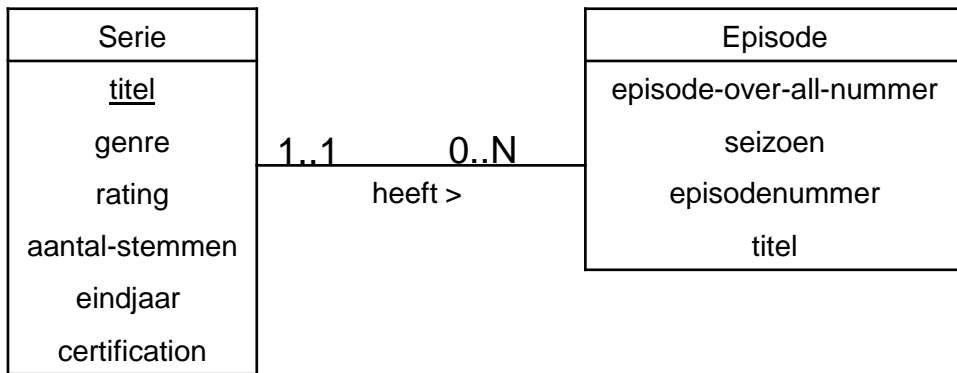 Serie
titel
genre
rating
aantal-stemmen
eindjaar
certification
1..1
0..N
heeft >
Episode
episode-over-all-nummer
seizoen
episodenummer
titel